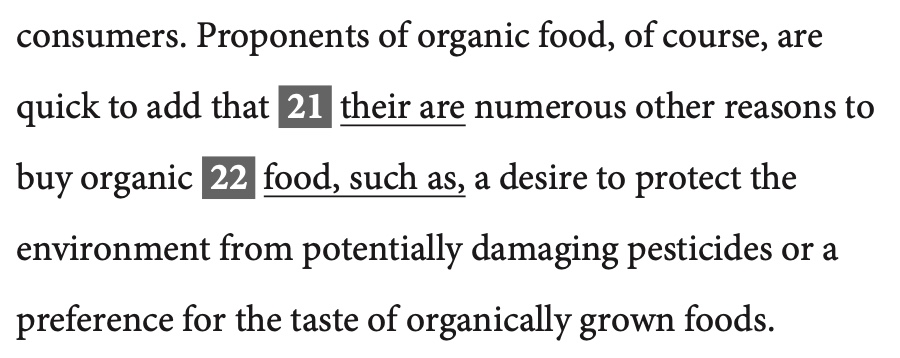 consumers. Proponents of organic food, of course, are
quick to add that 21 their are numerous other reasons to
buy organic 22 food, such as, a desire to protect the
environment from potentially damaging pesticides or a
preference for the taste of organically grown foods.